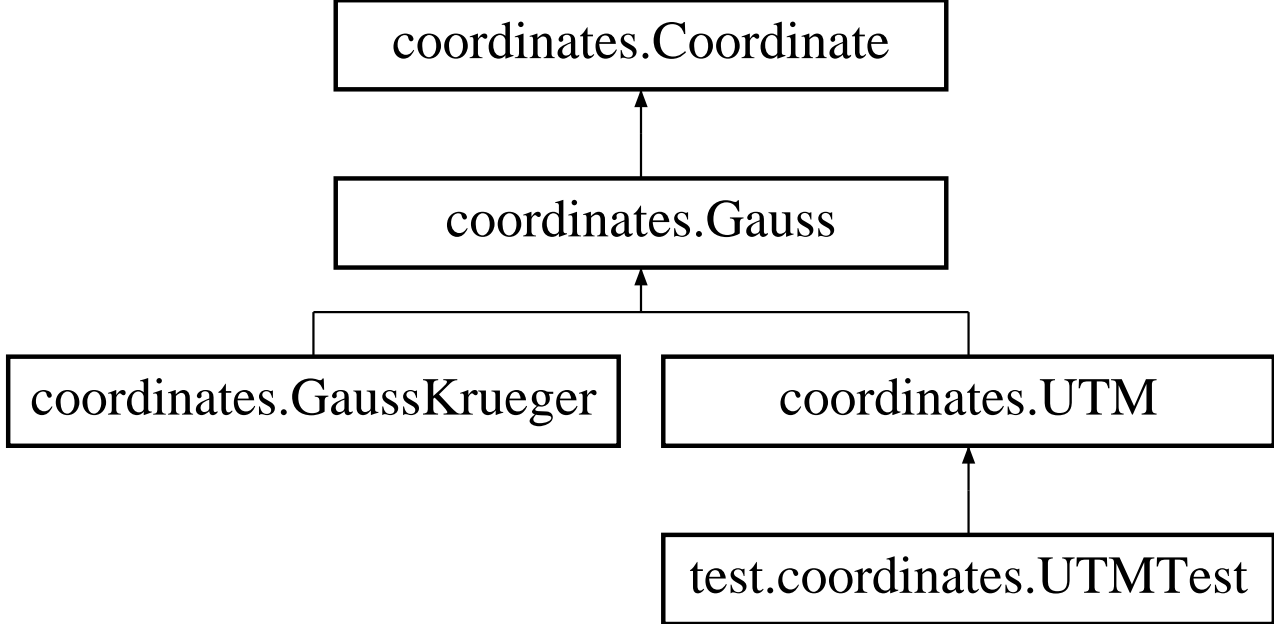 coordinates.Coordinate
coordinates.Gauss
coordinates.GaussKrueger
coordinates.UTM
test.coordinates.UTMTest